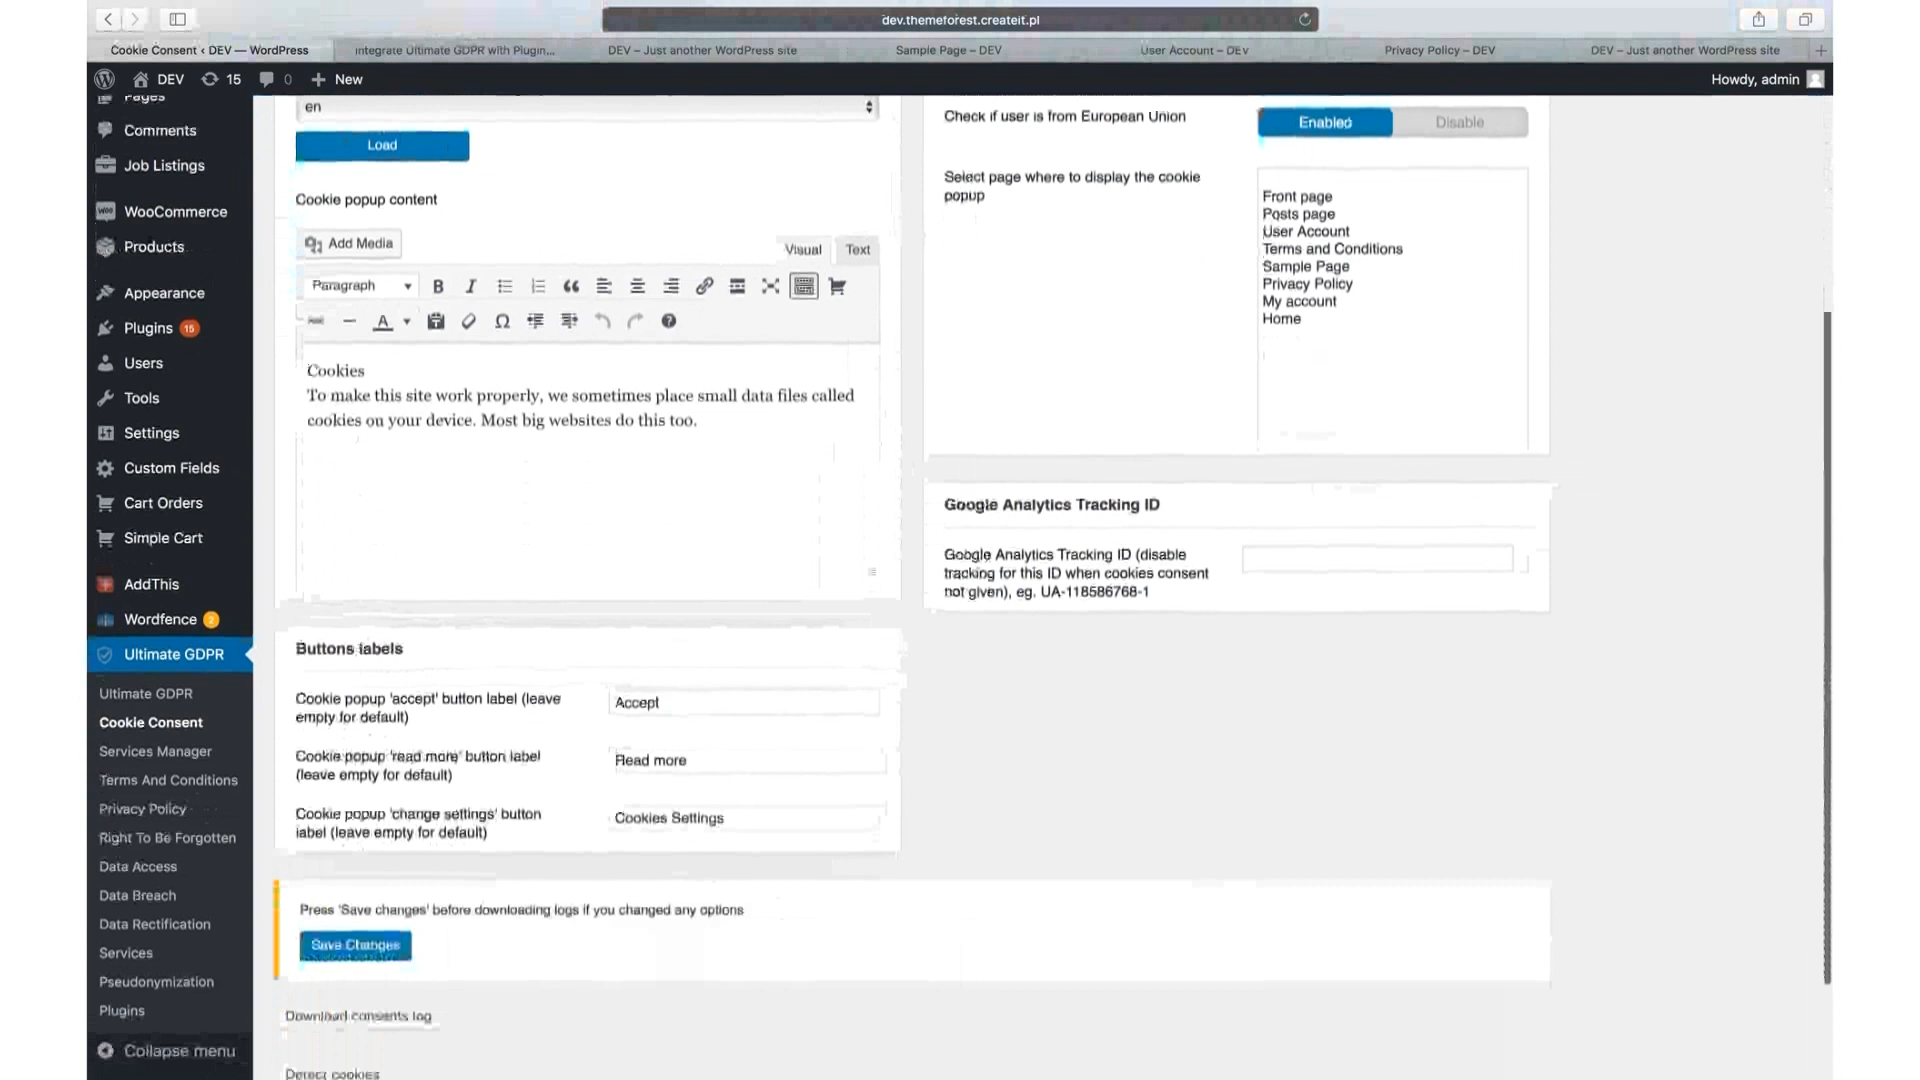 dev.themeforest.createit.pl
Cookie Consent ‹ DEV — WordPress
Integrate Ultimate GDPR with Plugin...
DEV – Just another WordPress site
Sample Page – DEV
User Account – DEV
Privacy Policy – DEV
DEV – Just another WordPress site
DEV
15
0
New
Howdy, admin
Pages
Comments
Job Listings
WooCommerce
Products
Appearance
Plugins 15
Users
Tools
Settings
Custom Fields
Cart Orders
Simple Cart
AddThis
Wordfence 2
Ultimate GDPR
Ultimate GDPR
Cookie Consent
Services Manager
Terms And Conditions
Privacy Policy
Right To Be Forgotten
Data Access
Data Breach
Data Rectification
Services
Pseudonymization
Plugins
Collapse menu
en
Load
Cookie popup content
Add Media
Visual
Text
Paragraph
Cookies
To make this site work properly, we sometimes place small data files called
cookies on your device. Most big websites do this too.
Buttons labels
Cookie popup 'accept' button label (leave
empty for default)
Accept
Cookie popup 'read more' button label
(leave empty for default)
Read more
Cookie popup 'change settings' button
label (leave empty for default)
Cookies Settings
Press 'Save changes' before downloading logs if you changed any options
Save Changes
Download consents log
Detect cookies
Check if user is from European Union
Enabled
Disable
Select page where to display the cookie
popup
Front page
Posts page
User Account
Terms and Conditions
Sample Page
Privacy Policy
My account
Home
Google Analytics Tracking ID
Google Analytics Tracking ID (disable
tracking for this ID when cookies consent
not given), eg. UA-118586768-1